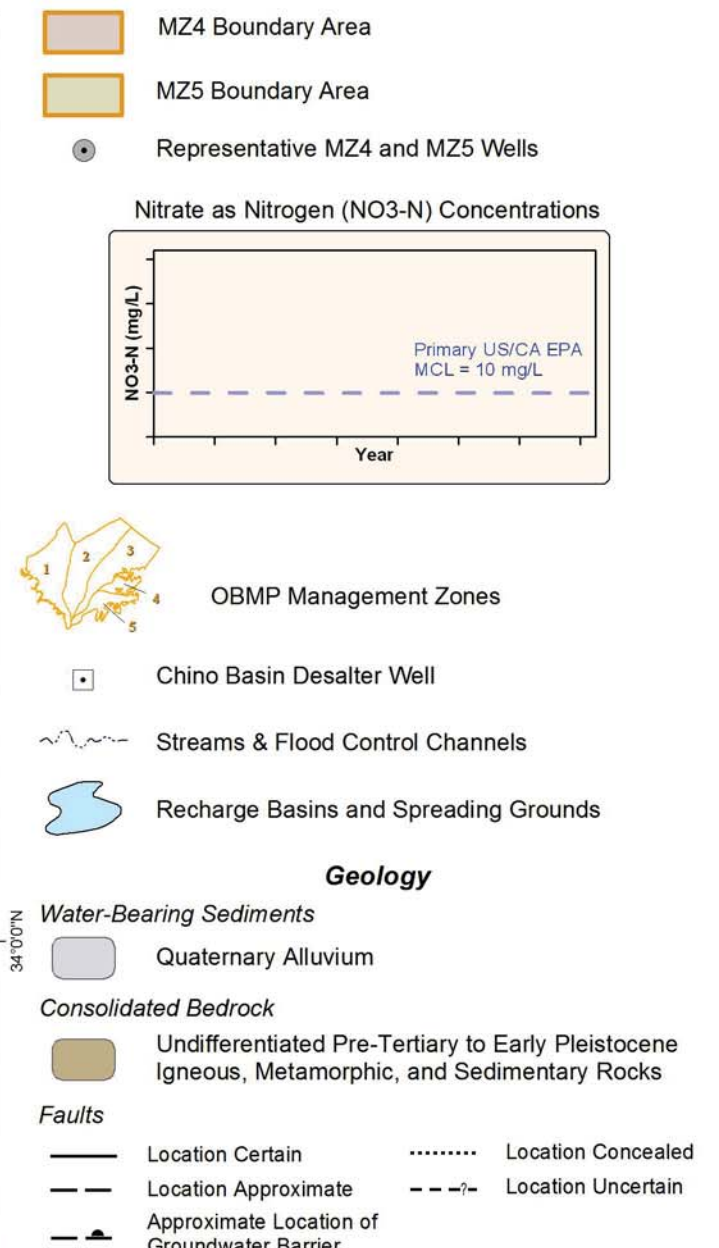 MZ4 Boundary Area
MZ5 Boundary Area
Representative MZ4 and MZ5 Wells
Nitrate as Nitrogen (NO3-N) Concentrations
NO3-N (mg/L)
Primary US/CA EPA
MCL = 10 mg/L
Year
1
2
3
4
5
OBMP Management Zones
Chino Basin Desalter Well
Streams & Flood Control Channels
Recharge Basins and Spreading Grounds
Geology
34°0'0"N
Water-Bearing Sediments
Quaternary Alluvium
Consolidated Bedrock
Undifferentiated Pre-Tertiary to Early Pleistocene
Igneous, Metamorphic, and Sedimentary Rocks
Faults
Location Certain
Location Concealed
Location Approximate
?
Location Uncertain
Approximate Location of
Groundwater Barrier